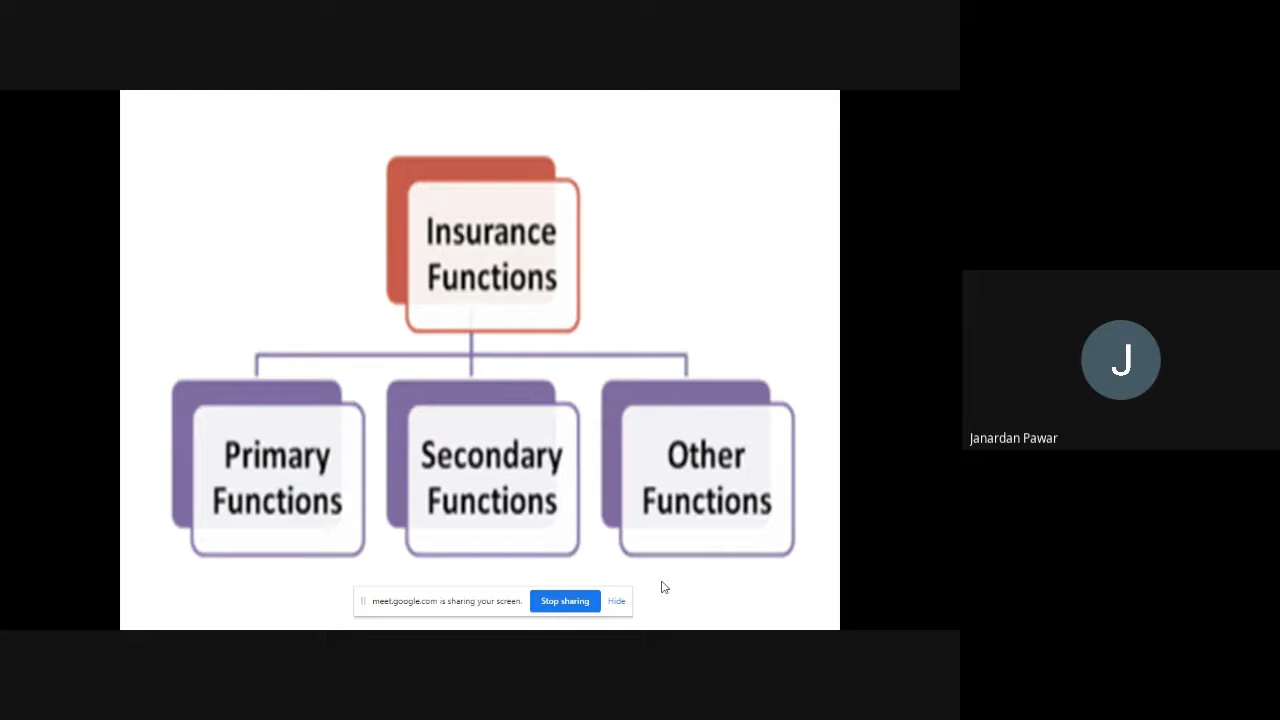 Insurance
Functions
Primary
Functions
Secondary
Functions
Other
Functions
meet.google.com is sharing your screen.
Stop sharing
Hide
J
Janardan Pawar